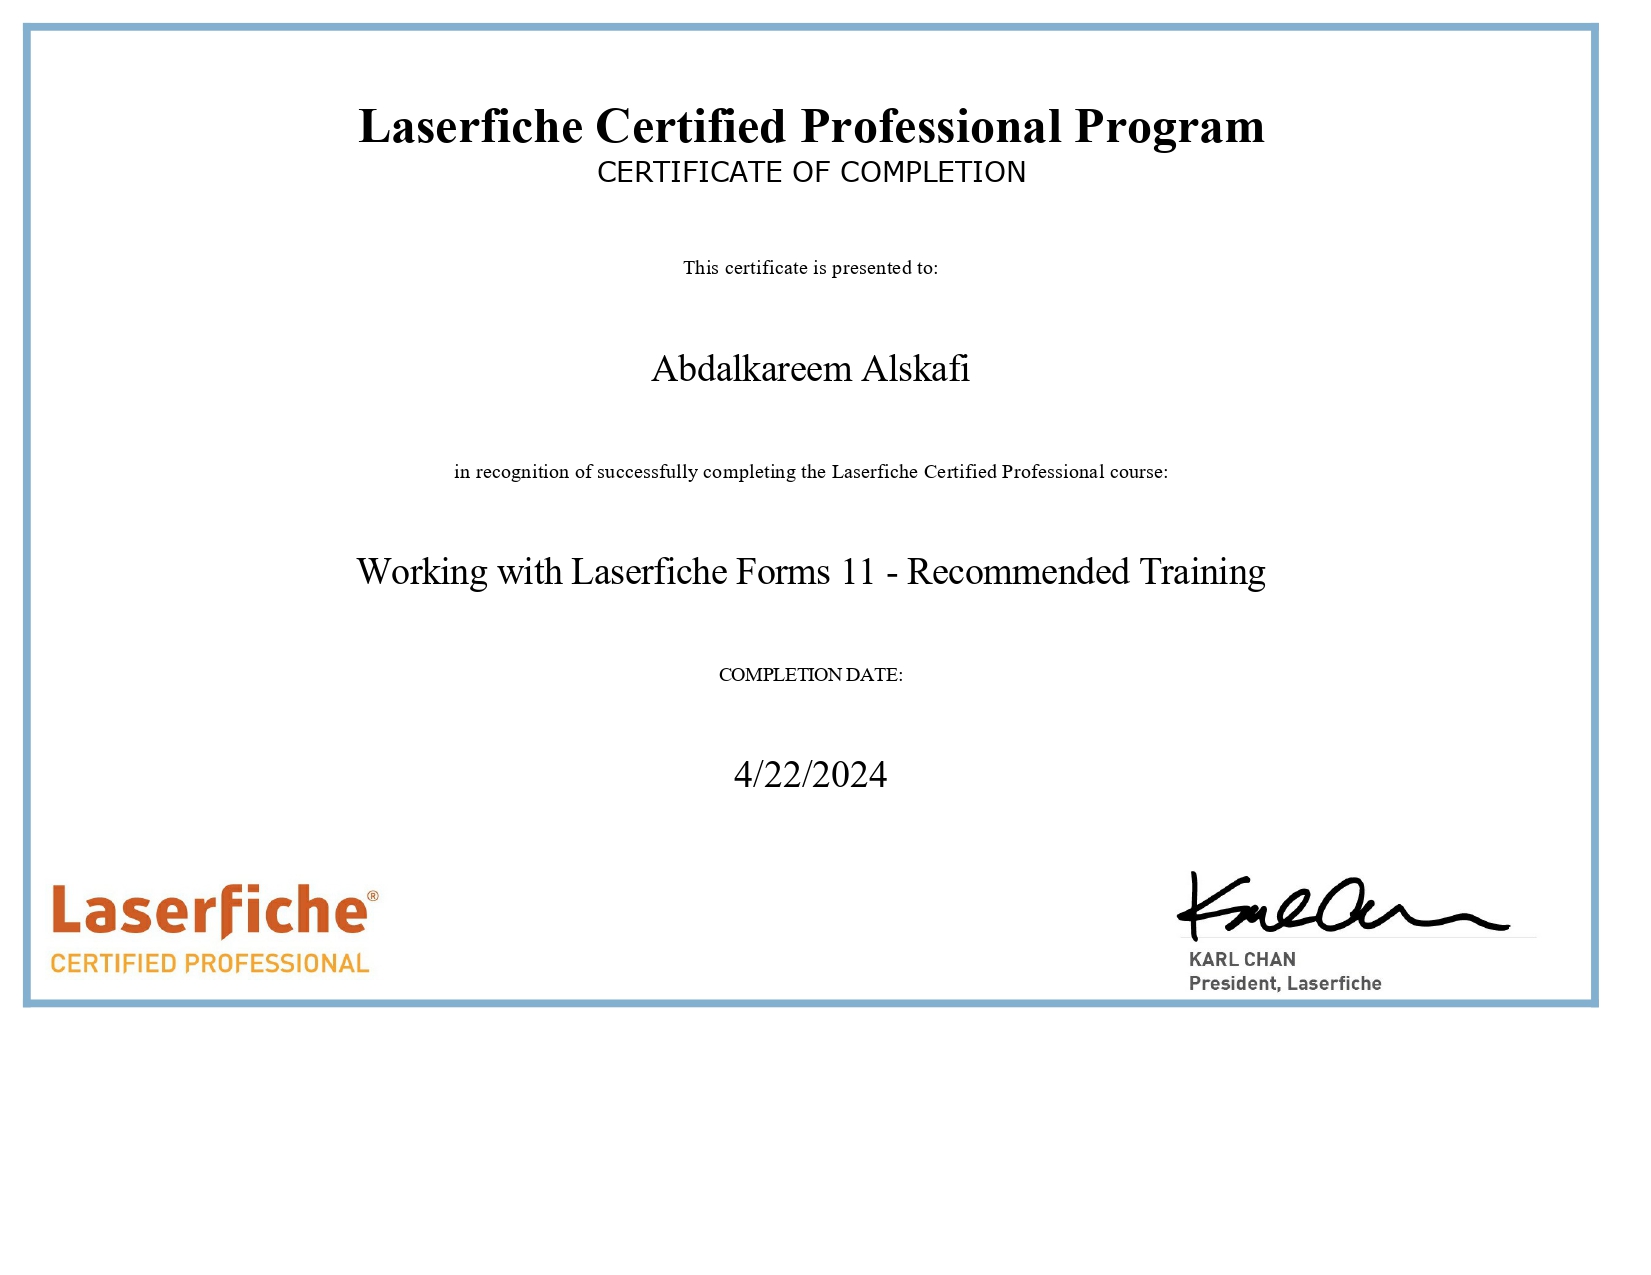 Laserfiche Certified Professional Program
CERTIFICATE OF COMPLETION
This certificate is presented to:
Abdalkareem Alskafi
in recognition of successfully completing the Laserfiche Certified Professional course:
Working with Laserfiche Forms 11 - Recommended Training
COMPLETION DATE:
4/22/2024
Laserfiche®
CERTIFIED PROFESSIONAL
Karl Chan
KARL CHAN
President, Laserfiche